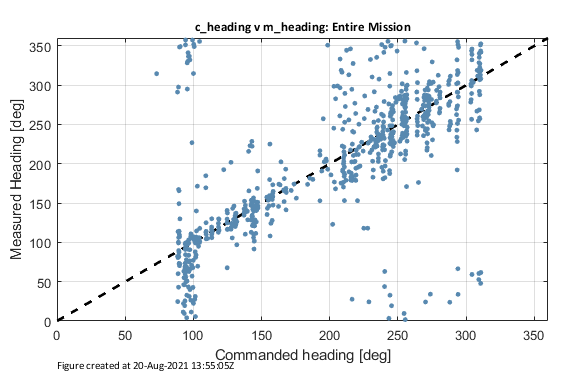 c_heading v m_heading: Entire Mission
350
300
250
200
150
100
50
0
Measured Heading [deg]
0 50 100 150 200 250 300 350
Commanded heading [deg]
Figure created at 20-Aug-2021 13:55:05Z